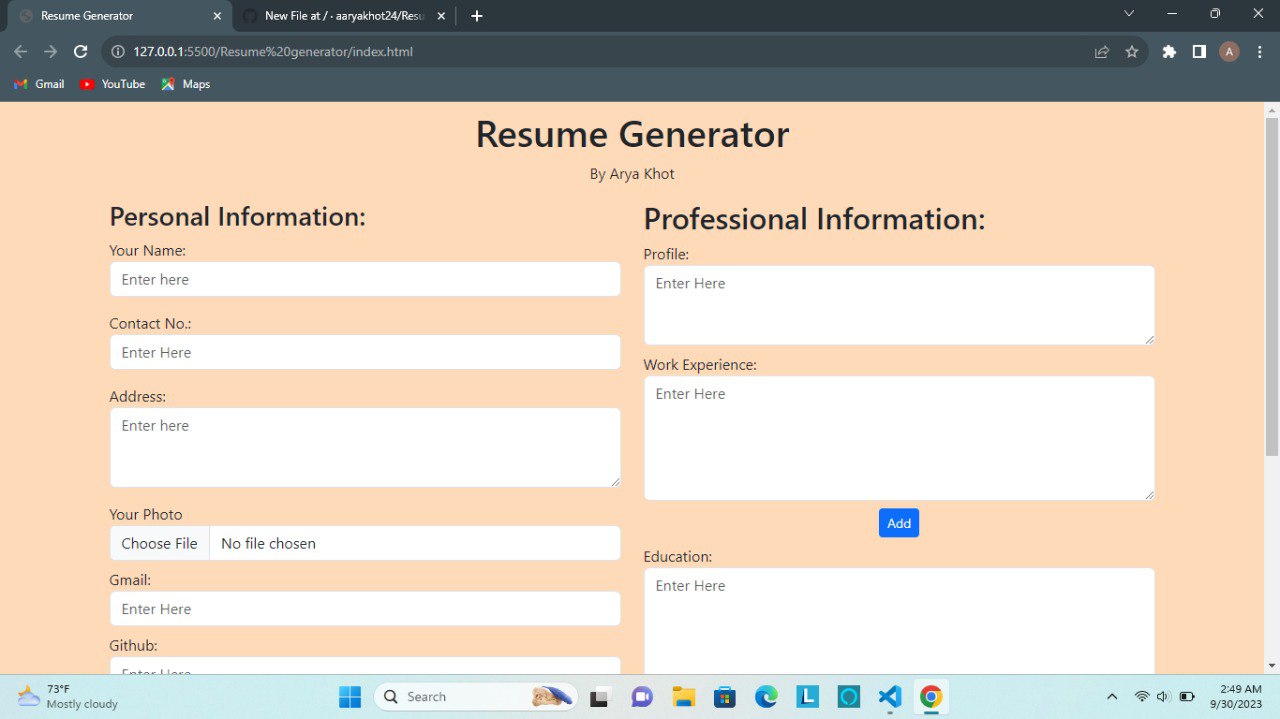 Resume Generator
New File at / · aaryakhot24/Resu
127.0.0.1:5500/Resume%20generator/index.html
A
Gmail
YouTube
Maps
Resume Generator
By Arya Khot
Personal Information:
Your Name:
Enter here
Contact No.:
Enter Here
Address:
Enter here
Your Photo
Choose File No file chosen
Gmail:
Enter Here
Github:
Enter Here
Professional Information:
Profile:
Enter Here
Work Experience:
Enter Here
Add
Education:
Enter Here
73°F
Mostly cloudy
Search
L
2:49 AM
9/30/2023